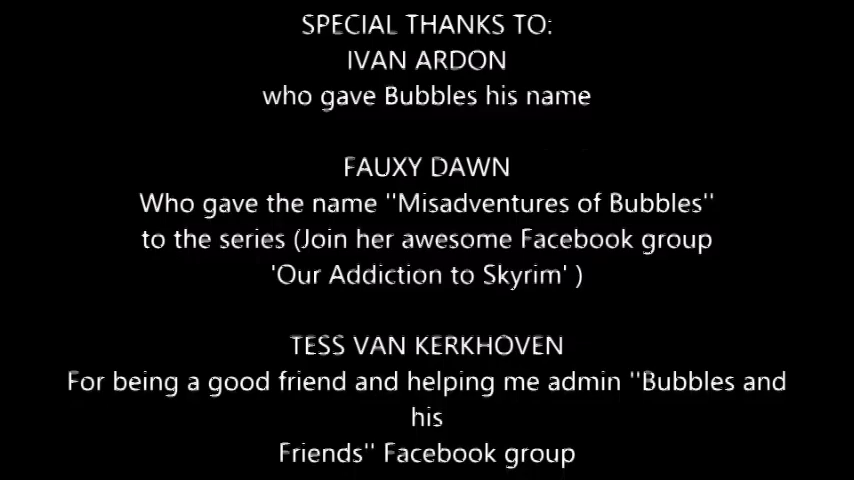 SPECIAL THANKS TO:
IVAN ARDON
who gave Bubbles his name
FAUXY DAWN
Who gave the name ''Misadventures of Bubbles''
to the series (Join her awesome Facebook group
'Our Addiction to Skyrim' )
TESS VAN KERKHOVEN
For being a good friend and helping me admin ''Bubbles and
his
Friends'' Facebook group